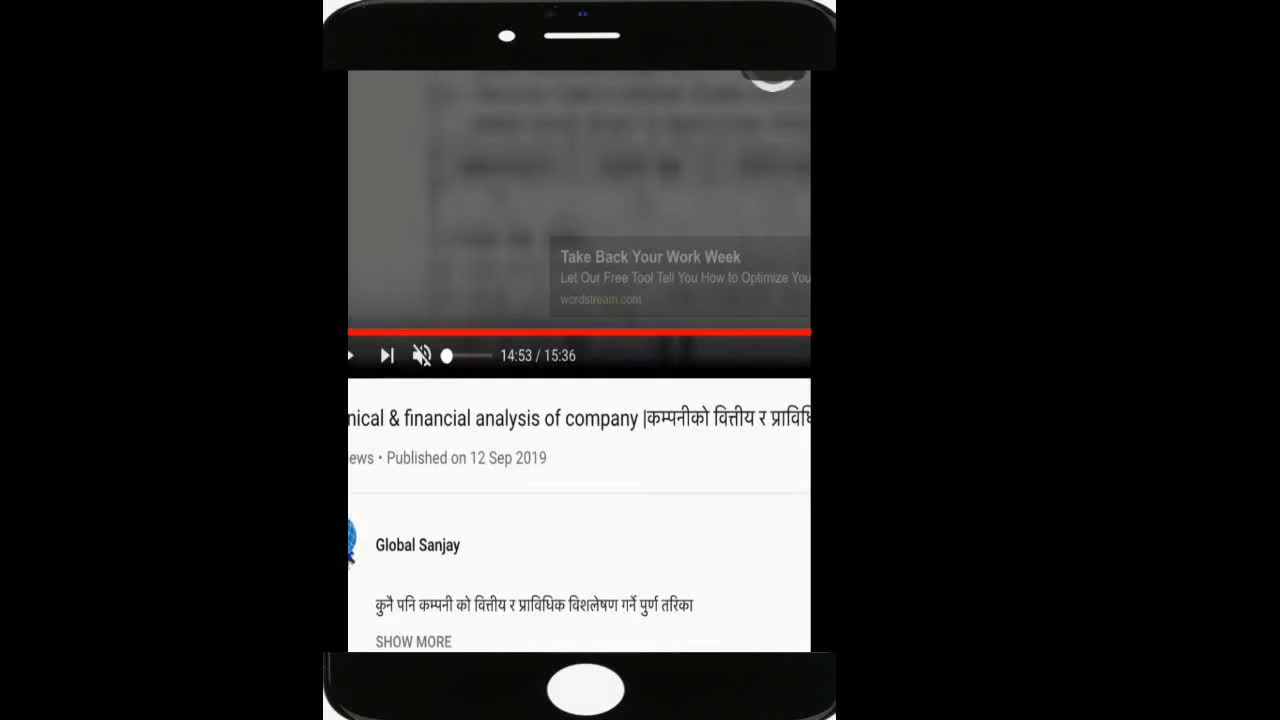 Take Back Your Work Week
Let Our Free Tool Tell You How to Optimize You
wordstream.com
14:53 / 15:36
nical & financial analysis of company |कम्पनीको वित्तीय र प्राविधि
ews • Published on 12 Sep 2019
Global Sanjay
कुनै पनि कम्पनी को वित्तीय र प्राविधिक विशलेषण गर्ने पुर्ण तरिका
SHOW MORE